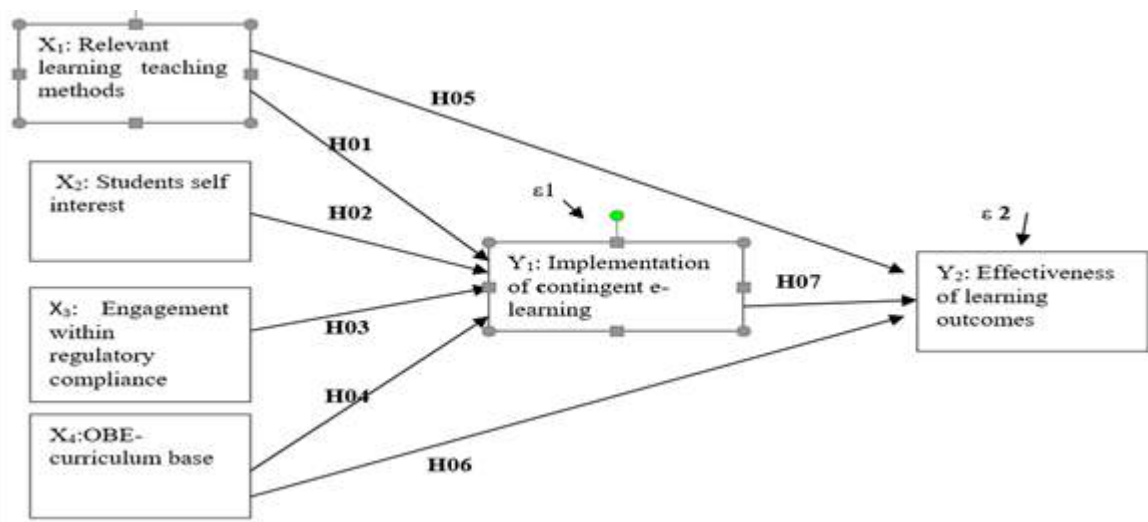 X₁: Relevant
learning teaching
methods
H05
H01
X₂: Students self
interest
ε1
H02
ε 2
Y₁: Implementation
of contingent e-
learning
H07
Y₂: Effectiveness
of learning
outcomes
X₃: Engagement
within
regulatory
compliance
H03
H04
X₄:OBE-
curriculum base
H06